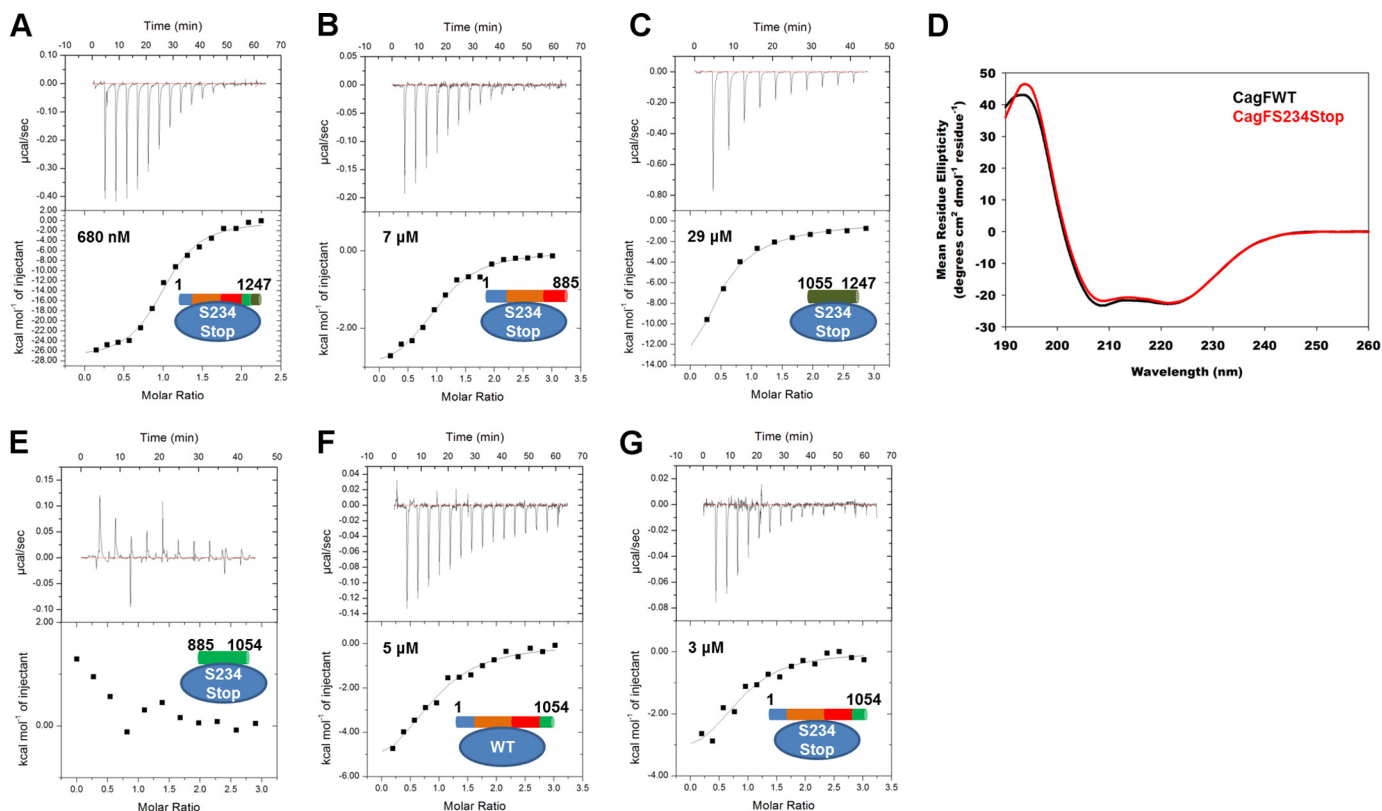 A
Time (min)
-10 0 10 20 30 40 50 60 70
0.10
0.00
-0.10
-0.20
-0.30
-0.40
µcal/sec
2.00
0.00
-2.00
-4.00
-6.00
-8.00
-10.00
-12.00
-14.00
-16.00
-18.00
-20.00
-22.00
-24.00
-26.00
-28.00
kcal mol⁻¹ of injectant
680 nM
1 1247
S234
Stop
0.0 0.5 1.0 1.5 2.0 2.5
Molar Ratio
B
Time (min)
-10 0 10 20 30 40 50 60 70
0.05
0.00
-0.05
-0.10
-0.15
-0.20
µcal/sec
0.00
-2.00
kcal mol⁻¹ of injectant
7 µM
1 885
S234
Stop
0.0 0.5 1.0 1.5 2.0 2.5 3.0 3.5
Molar Ratio
C
Time (min)
0 10 20 30 40 50
0.00
-0.20
-0.40
-0.60
-0.80
µcal/sec
0.00
-2.00
-4.00
-6.00
-8.00
-10.00
-12.00
-14.00
kcal mol⁻¹ of injectant
29 µM
1055 1247
S234
Stop
0.0 0.5 1.0 1.5 2.0 2.5 3.0
Molar Ratio
D
50
40
30
20
10
0
-10
-20
-30
Mean Residue Ellipticity
(degrees cm² dmol⁻¹ residue⁻¹)
CagFWT
CagFS234Stop
190 200 210 220 230 240 250 260
Wavelength (nm)
E
Time (min)
0 10 20 30 40 50
0.15
0.10
0.05
0.00
-0.05
-0.10
µcal/sec
2.00
0.00
kcal mol⁻¹ of injectant
885 1054
S234
Stop
0.0 0.5 1.0 1.5 2.0 2.5 3.0
Molar Ratio
F
Time (min)
-10 0 10 20 30 40 50 60 70
0.04
0.02
0.00
-0.02
-0.04
-0.06
-0.08
-0.10
-0.12
-0.14
µcal/sec
0.00
-2.00
-4.00
-6.00
kcal mol⁻¹ of injectant
5 µM
1 1054
WT
0.0 0.5 1.0 1.5 2.0 2.5 3.0
Molar Ratio
G
Time (min)
-10 0 10 20 30 40 50 60 70
0.02
0.00
-0.02
-0.04
-0.06
-0.08
µcal/sec
0.00
-2.00
-4.00
kcal mol⁻¹ of injectant
3 µM
1 1054
S234
Stop
0.0 0.5 1.0 1.5 2.0 2.5 3.0
Molar Ratio